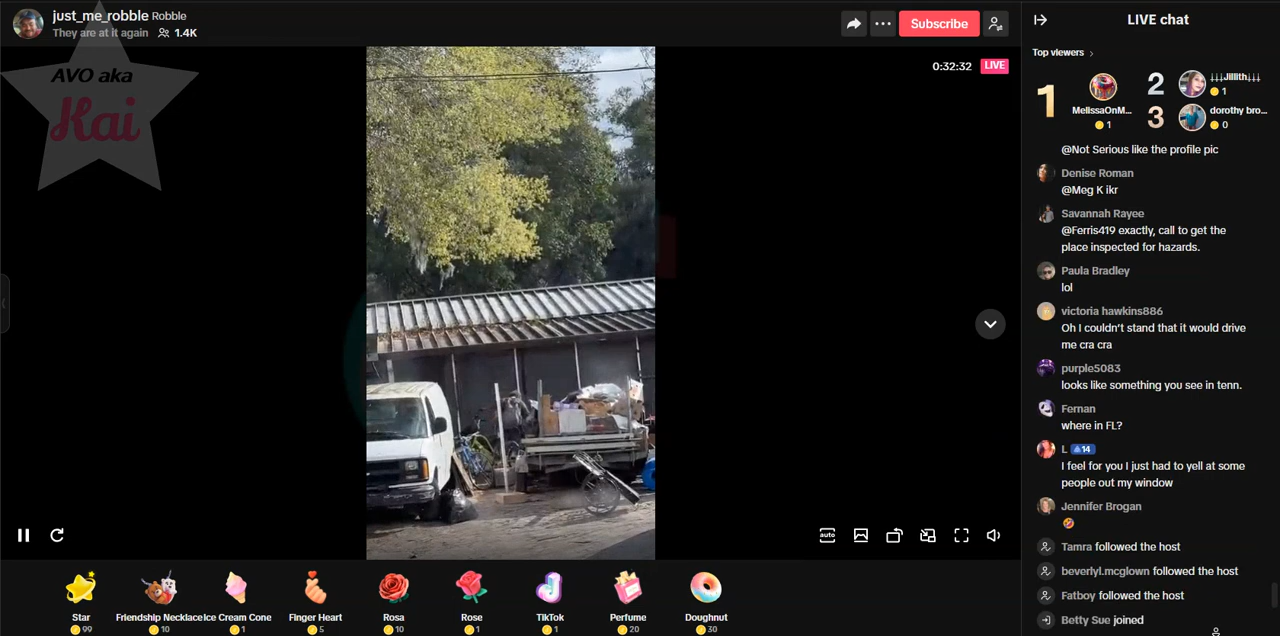 just_me_robble Robble
They are at it again 1.4K
Subscribe
AVO aka
Kai
0:32:32 LIVE
auto
Star
99
Friendship Necklace
10
Ice Cream Cone
1
Finger Heart
5
Rosa
10
Rose
1
TikTok
1
Perfume
20
Doughnut
30
LIVE chat
Top viewers
1
MelissaOnM...
1
2
↓↓↓Jillith↓↓↓
1
3
dorothy bro...
0
@Not Serious like the profile pic
Denise Roman
@Meg K ikr
Savannah Rayee
@Ferris419 exactly, call to get the
place inspected for hazards.
Paula Bradley
lol
victoria hawkins886
Oh I couldn't stand that it would drive
me cra cra
purple5083
looks like something you see in tenn.
Fernan
where in FL?
L 14
I feel for you I just had to yell at some
people out my window
Jennifer Brogan
🤣
Tamra followed the host
beverlyl.mcglown followed the host
Fatboy followed the host
Betty Sue joined